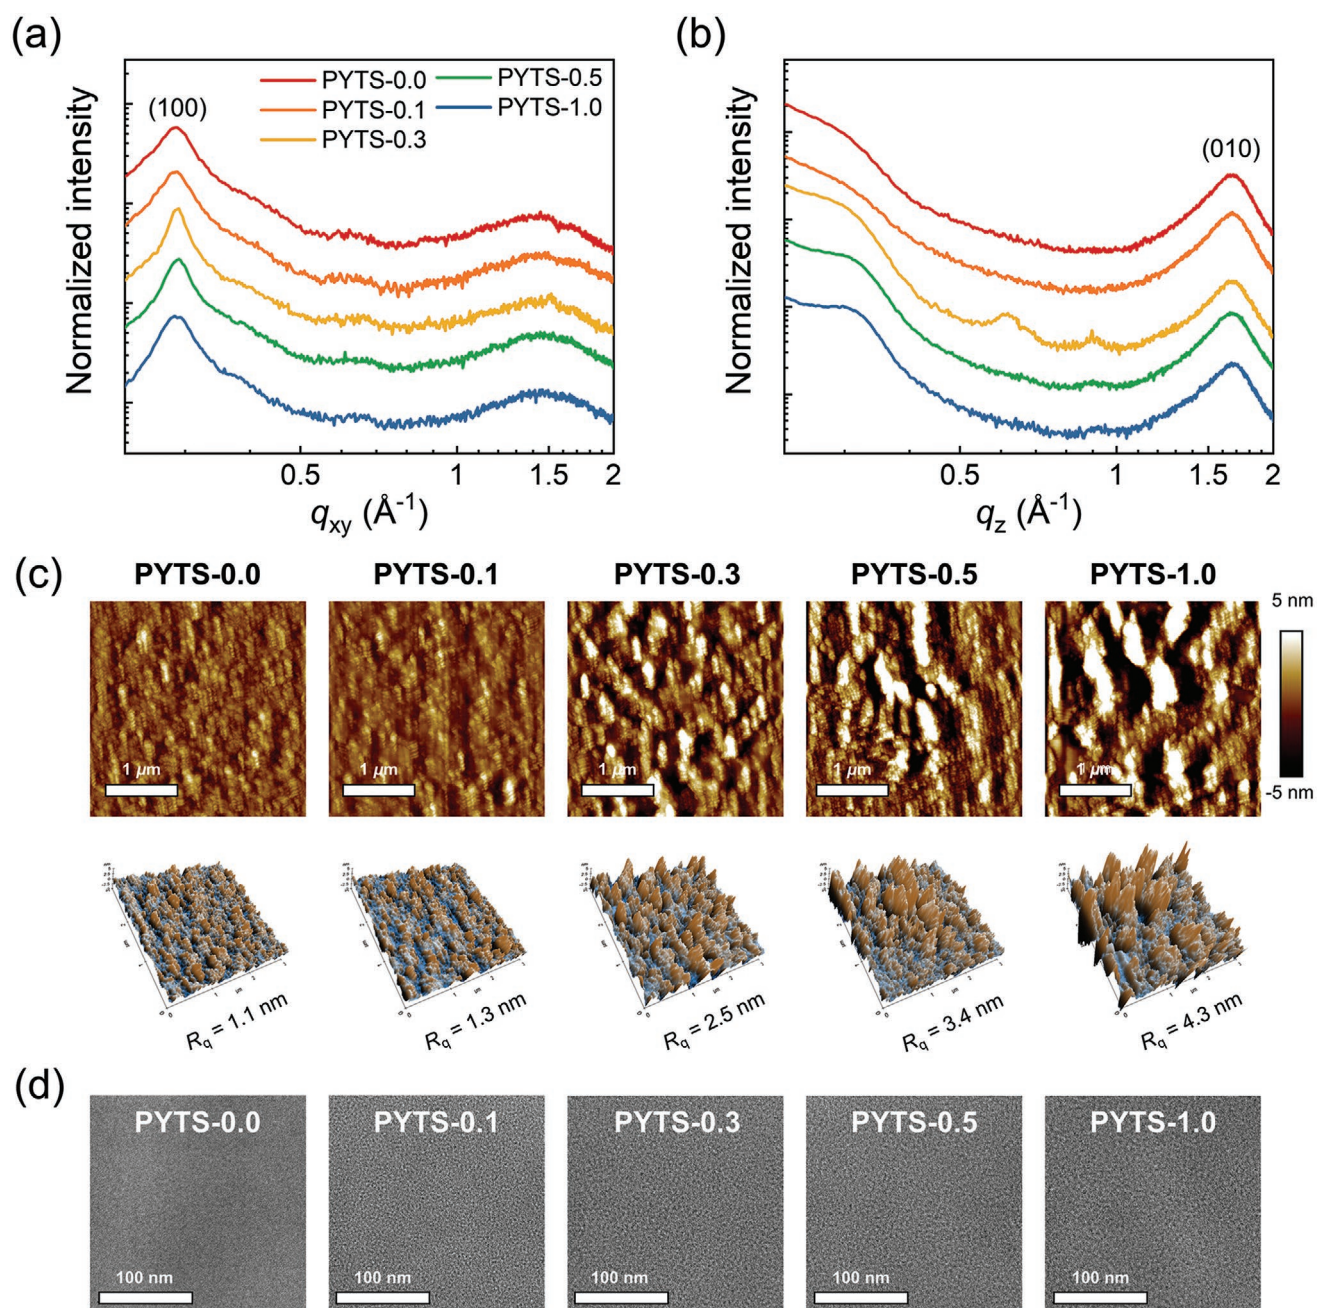 (a)
(b)
PYTS-0.0
PYTS-0.5
PYTS-0.1
PYTS-1.0
PYTS-0.3
(100)
(010)
Normalized intensity
Normalized intensity
0.5
1
1.5
2
0.5
1
1.5
2
qxy (Å-1)
qz (Å-1)
(c)
PYTS-0.0
PYTS-0.1
PYTS-0.3
PYTS-0.5
PYTS-1.0
5 nm
-5 nm
1 µm
1 µm
1 µm
1 µm
1 µm
Rq = 1.1 nm
Rq = 1.3 nm
Rq = 2.5 nm
Rq = 3.4 nm
Rq = 4.3 nm
(d)
PYTS-0.0
PYTS-0.1
PYTS-0.3
PYTS-0.5
PYTS-1.0
100 nm
100 nm
100 nm
100 nm
100 nm